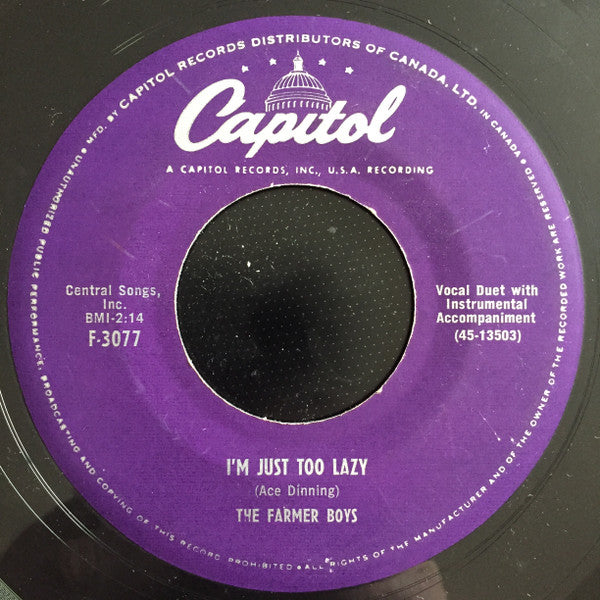 MFD. BY CAPITOL RECORDS DISTRIBUTORS OF CANADA, LTD. IN CANADA • ALL RIGHTS OF THE MANUFACTURER AND OF THE OWNER OF THE RECORDED WORK ARE RESERVED
UNAUTHORIZED PUBLIC PERFORMANCE, BROADCASTING AND COPYING OF THIS RECORD PROHIBITED •
Capitol
A CAPITOL RECORDS, INC., U.S.A. RECORDING
Central Songs,
Inc.
BMI-2:14
F-3077
Vocal Duet with
Instrumental
Accompaniment
(45-13503)
I'M JUST TOO LAZY
(Ace Dinning)
THE FARMER BOYS